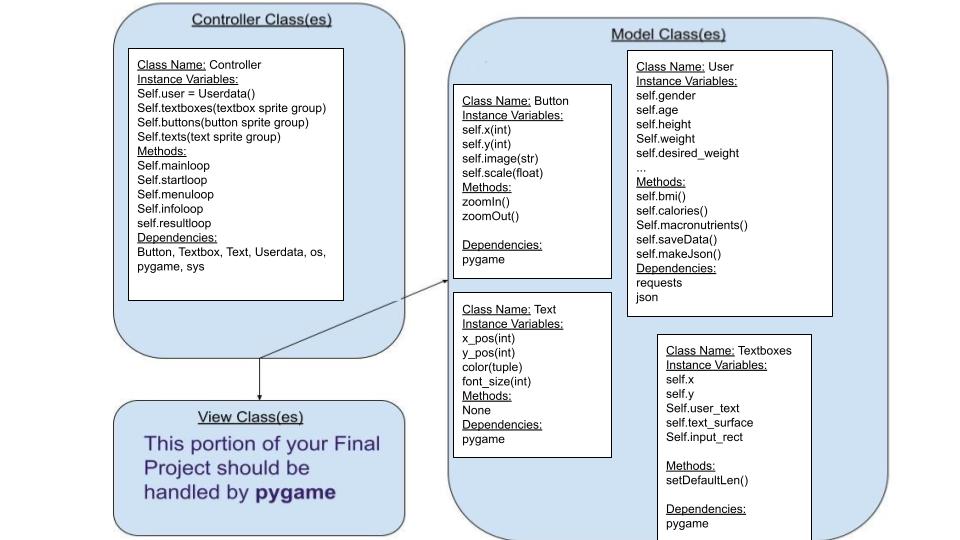 Controller Class(es)
Class Name: Controller
Instance Variables:
Self.user = Userdata()
Self.textboxes(textbox sprite group)
Self.buttons(button sprite group)
Self.texts(text sprite group)
Methods:
Self.mainloop
Self.startloop
Self.menuloop
Self.infoloop
self.resultloop
Dependencies:
Button, Textbox, Text, Userdata, os,
pygame, sys
View Class(es)
This portion of your Final
Project should be
handled by pygame
Model Class(es)
Class Name: Button
Instance Variables:
self.x(int)
self.y(int)
self.image(str)
self.scale(float)
Methods:
zoomIn()
zoomOut()
Dependencies:
pygame
Class Name: User
Instance Variables:
self.gender
self.age
self.height
Self.weight
self.desired_weight
...
Methods:
self.bmi()
self.calories()
Self.macronutrients()
self.saveData()
self.makeJson()
Dependencies:
requests
json
Class Name: Text
Instance Variables:
x_pos(int)
y_pos(int)
color(tuple)
font_size(int)
Methods:
None
Dependencies:
pygame
Class Name: Textboxes
Instance Variables:
self.x
self.y
Self.user_text
self.text_surface
Self.input_rect
Methods:
setDefaultLen()
Dependencies:
pygame